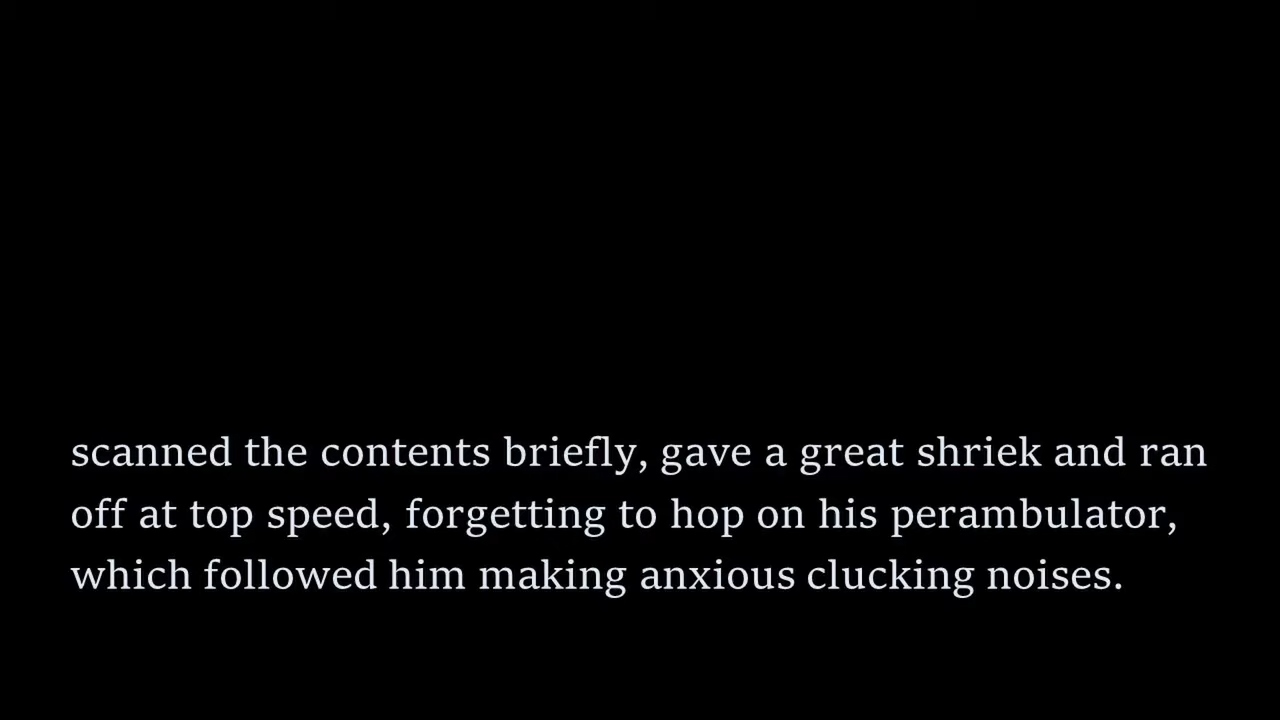 scanned the contents briefly, gave a great shriek and ran
off at top speed, forgetting to hop on his perambulator,
which followed him making anxious clucking noises.